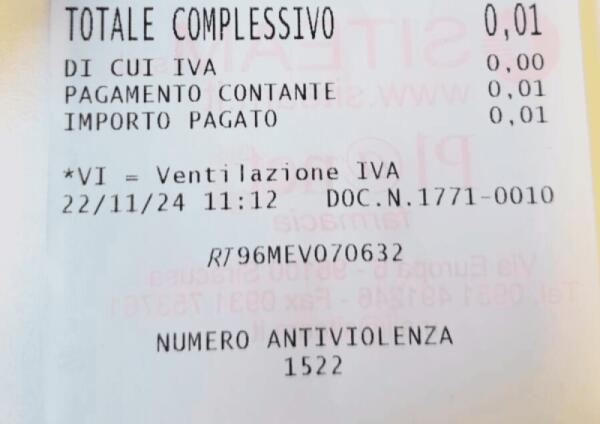 TOTALE COMPLESSIVO 0,01
DI CUI IVA 0,00
PAGAMENTO CONTANTE 0,01
IMPORTO PAGATO 0,01
*VI = Ventilazione IVA
22/11/24 11:12 DOC.N.1771-0010
RT96MEV070632
NUMERO ANTIVIOLENZA
1522